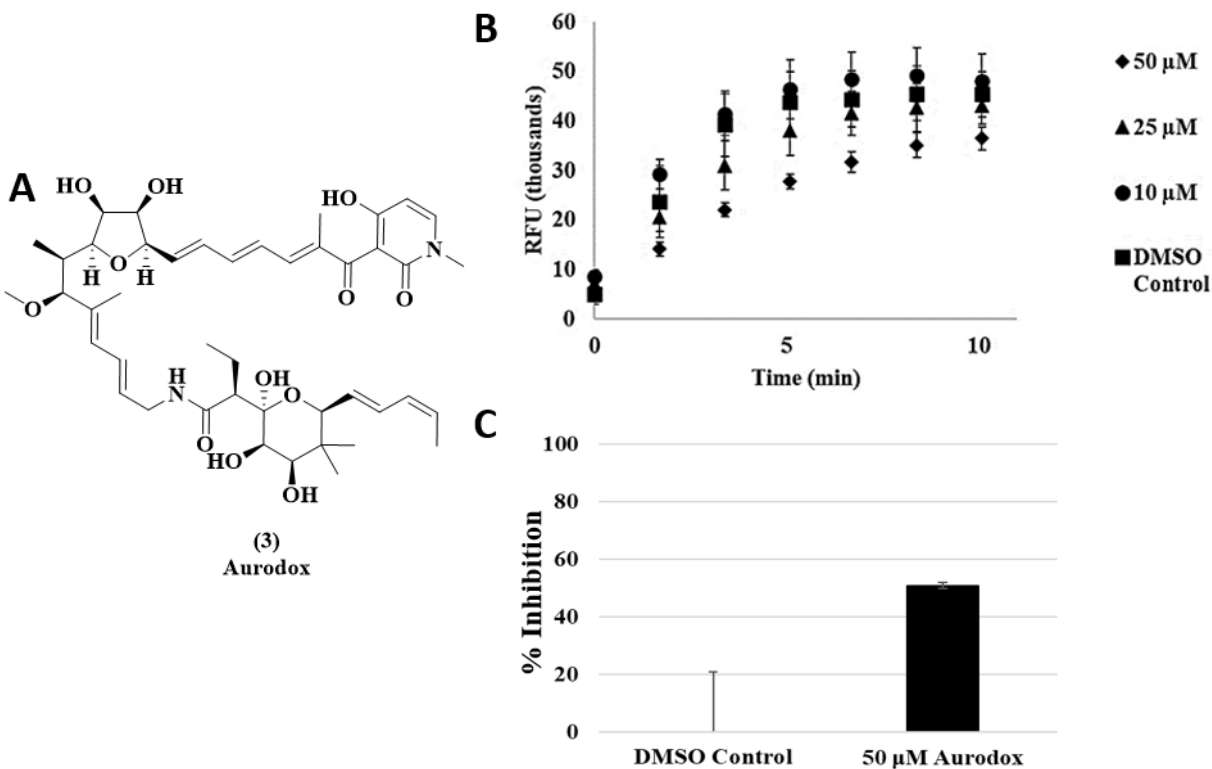 A
HO
OH
HO
O
H
H
N
O
O
O
H
N
O
OH
O
HO
OH
(3)
Aurodox
B
RFU (thousands)
60
50
40
30
20
10
0
0
5
10
Time (min)
50 µM
25 µM
10 µM
DMSO
Control
C
% Inhibition
100
80
60
40
20
0
DMSO Control
50 µM Aurodox